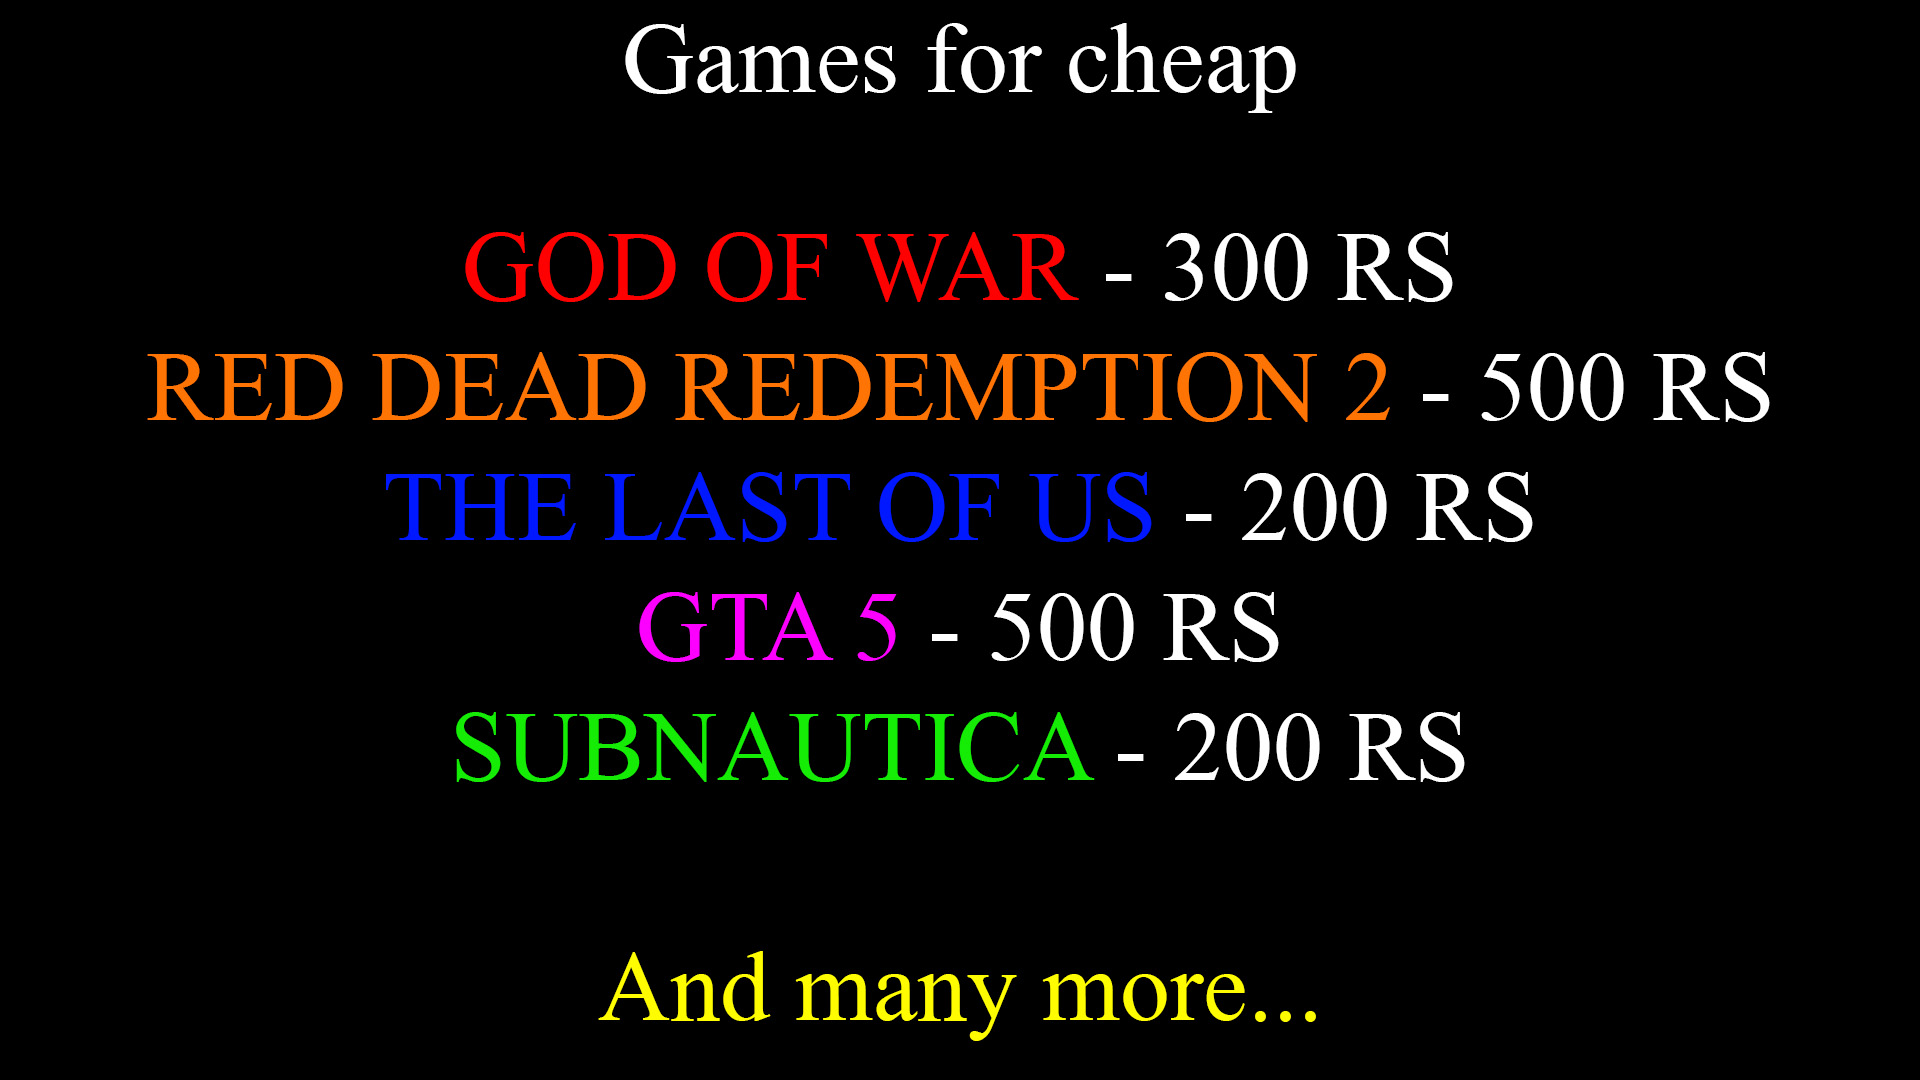 Games for cheap
GOD OF WAR - 300 RS
RED DEAD REDEMPTION 2 - 500 RS
THE LAST OF US - 200 RS
GTA 5 - 500 RS
SUBNAUTICA - 200 RS
And many more...